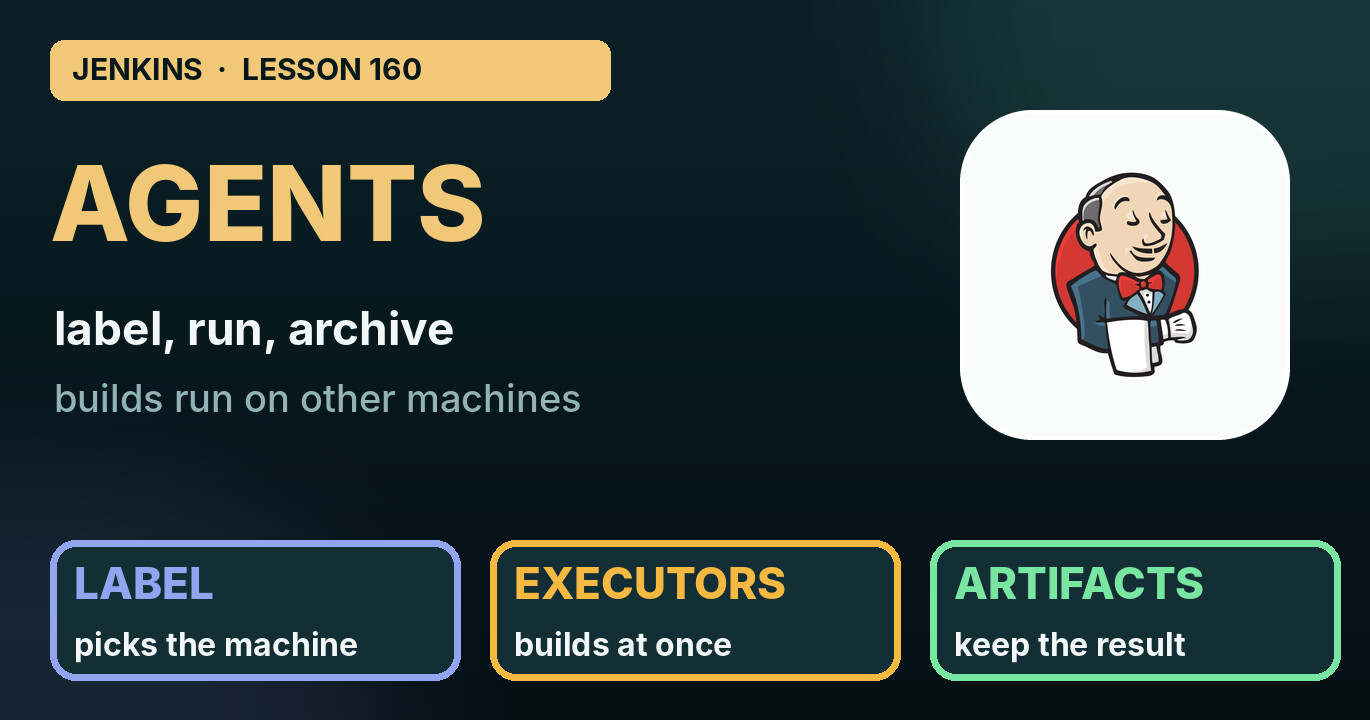 JENKINS · LESSON 160
AGENTS
label, run, archive
builds run on other machines
LABEL
picks the machine
EXECUTORS
builds at once
ARTIFACTS
keep the result